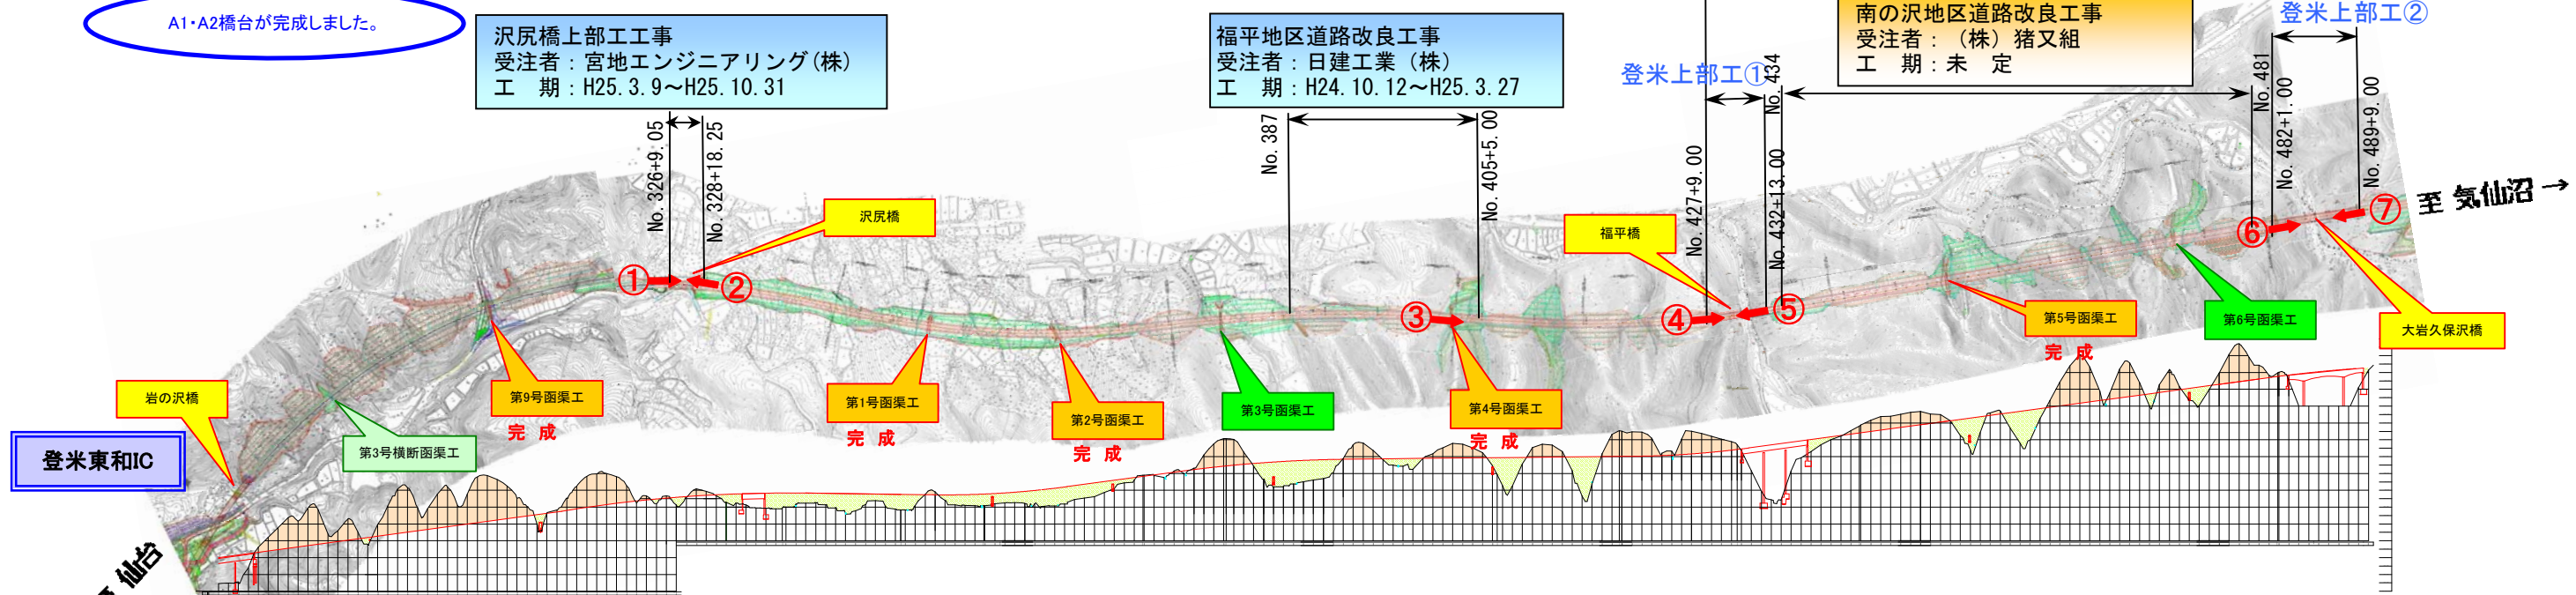 A1・A2橋台が完成しました。
沢尻橋上部工工事
受注者：宮地エンジニアリング(株)
工　期：H25.3.9～H25.10.31
福平地区道路改良工事
受注者：日建工業（株）
工　期：H24.10.12～H25.3.27
南の沢地区道路改良工事
受注者：（株）猪又組
工　期：未　定
登米上部工①
登米上部工②
No.326+9.05
No.328+18.25
No.387
No.405+5.00
No.427+9.00
No.432+13.00
No.434
No.481
No.482+1.00
No.489+9.00
至 気仙沼 →
沢尻橋
福平橋
大岩久保沢橋
岩の沢橋
①
②
③
④
⑤
⑥
⑦
登米東和IC
第3号横断函渠工
第9号函渠工
完 成
第1号函渠工
完 成
第2号函渠工
完 成
第3号函渠工
第4号函渠工
完 成
第5号函渠工
完 成
第6号函渠工
仙台